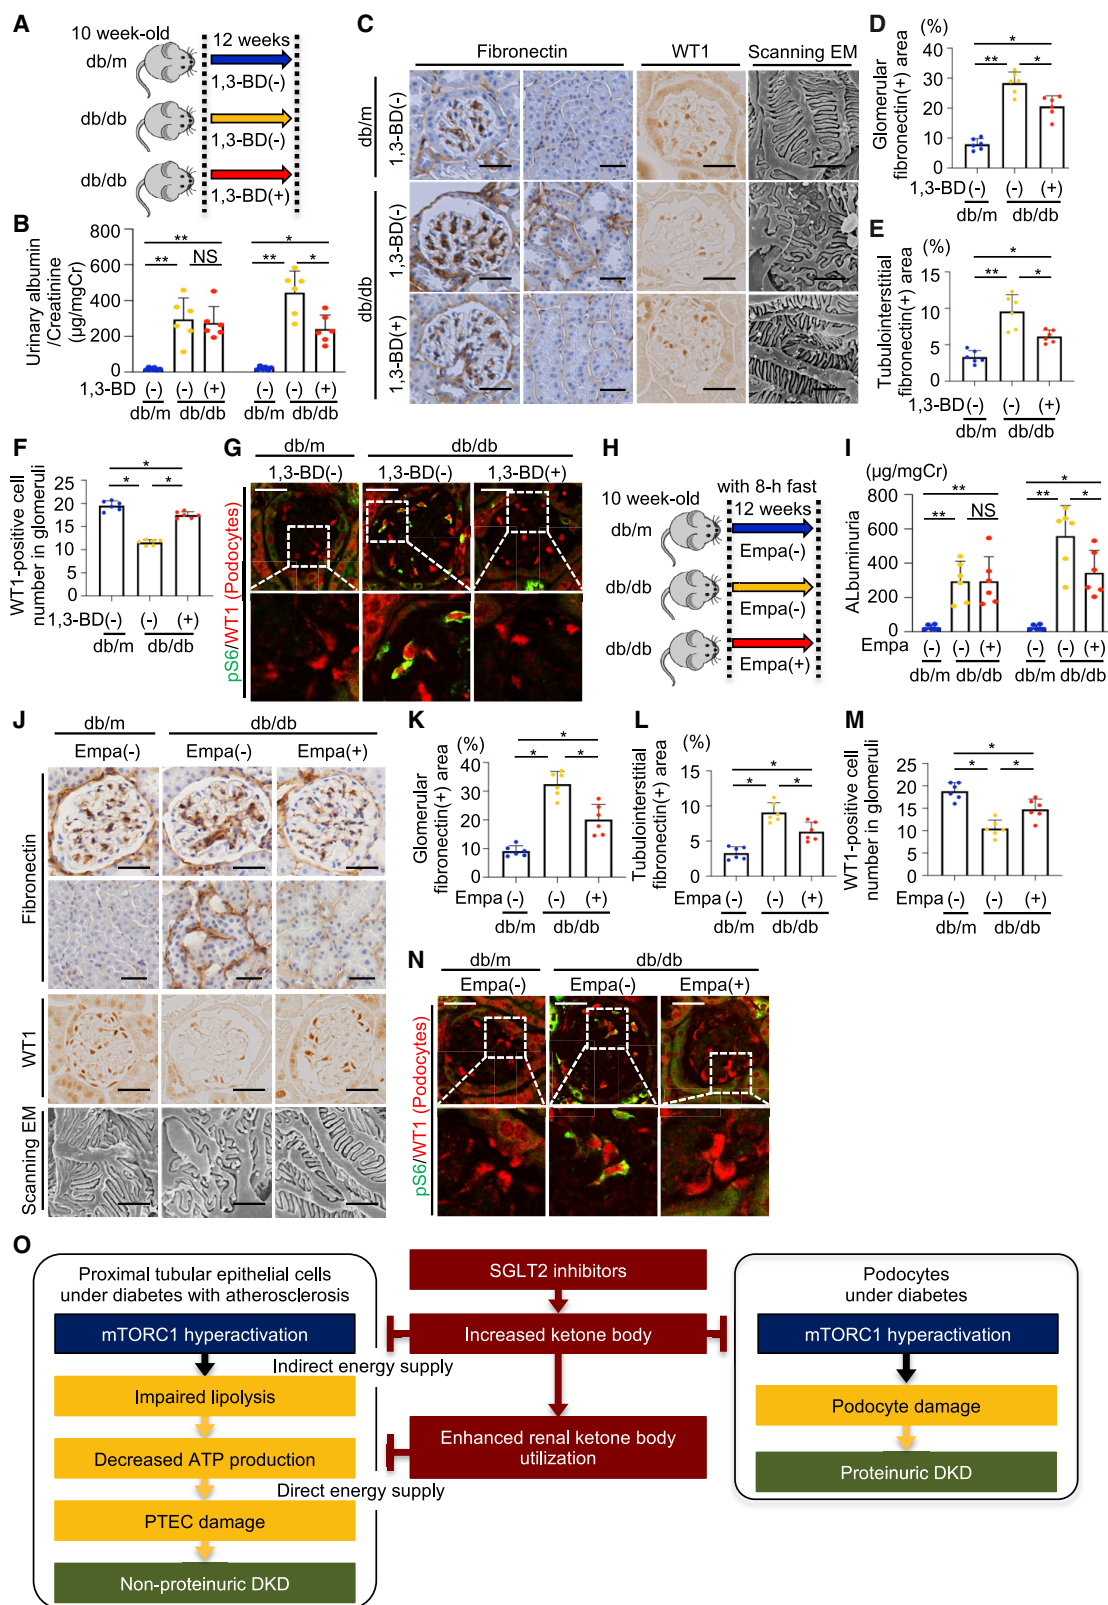 A
10 week-old
12 weeks
db/m
1,3-BD(-)
db/db
1,3-BD(-)
db/db
1,3-BD(+)
B
Urinary albumin
/Creatinine
(μg/mgCr)
800
600
400
200
0
**
** NS
*
** *
1,3-BD (-) (-) (+) (-) (-) (+)
db/m db/db db/m db/db
C
Fibronectin WT1 Scanning EM
db/m
1,3-BD(-)
db/db
1,3-BD(-)
1,3-BD(+)
D
(%)
Glomerular
fibronectin(+) area
40
30
20
10
0
*
** *
1,3-BD (-) (-) (+)
db/m db/db
E
(%)
Tubulointerstitial
fibronectin(+) area
15
10
5
0
*
** *
1,3-BD(-) (-) (+)
db/m db/db
F
WT1-positive cell
number in glomeruli
25
20
15
10
5
0
*
* *
1,3-BD(-) (-) (+)
db/m db/db
G
db/m db/db
1,3-BD(-) 1,3-BD(-) 1,3-BD(+)
pS6/WT1 (Podocytes)
H
with 8-h fast
10 week-old
12 weeks
db/m
Empa(-)
db/db
Empa(-)
db/db
Empa(+)
I
(μg/mgCr)
ALbuminuria
800
600
400
200
0
**
** NS
*
** *
Empa (-) (-) (+) (-) (-) (+)
db/m db/db db/m db/db
J
db/m db/db
Empa(-) Empa(-) Empa(+)
Fibronectin
WT1
Scanning EM
K
(%)
Glomerular
fibronectin(+) area
40
30
20
10
0
*
* *
Empa (-) (-) (+)
db/m db/db
L
(%)
Tubulointerstitial
fibronectin(+) area
15
10
5
0
*
* *
Empa (-) (-) (+)
db/m db/db
M
WT1-positive cell
number in glomeruli
25
20
15
10
5
0
*
* *
Empa (-) (-) (+)
db/m db/db
N
db/m db/db
Empa(-) Empa(-) Empa(+)
pS6/WT1 (Podocytes)
O
Proximal tubular epithelial cells
under diabetes with atherosclerosis
mTORC1 hyperactivation
Indirect energy supply
Impaired lipolysis
Decreased ATP production
Direct energy supply
PTEC damage
Non-proteinuric DKD
SGLT2 inhibitors
Increased ketone body
Enhanced renal ketone body
utilization
Podocytes
under diabetes
mTORC1 hyperactivation
Podocyte damage
Proteinuric DKD